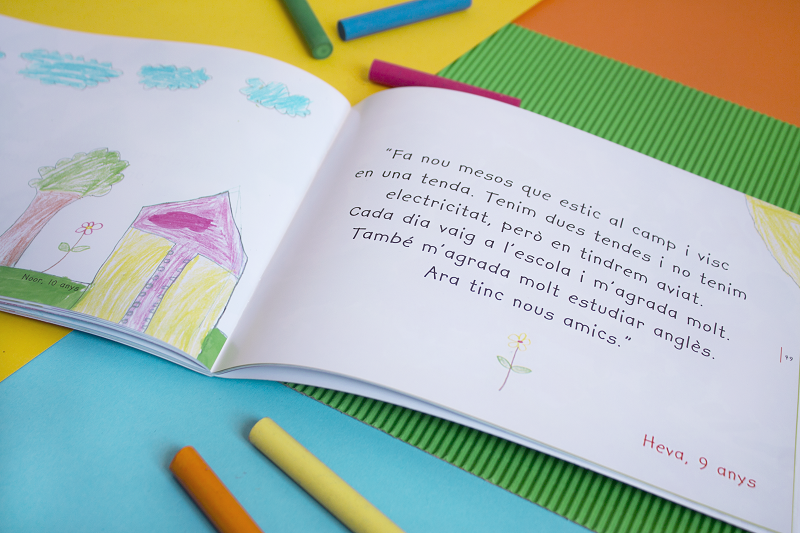 Noor, 10 anys
"Fa nou mesos que estic al camp i visc
en una tenda. Tenim dues tendes i no tenim
electricitat, però en tindrem aviat.
Cada dia vaig a l'escola i m'agrada molt.
També m'agrada molt estudiar anglès.
Ara tinc nous amics."
Heva, 9 anys